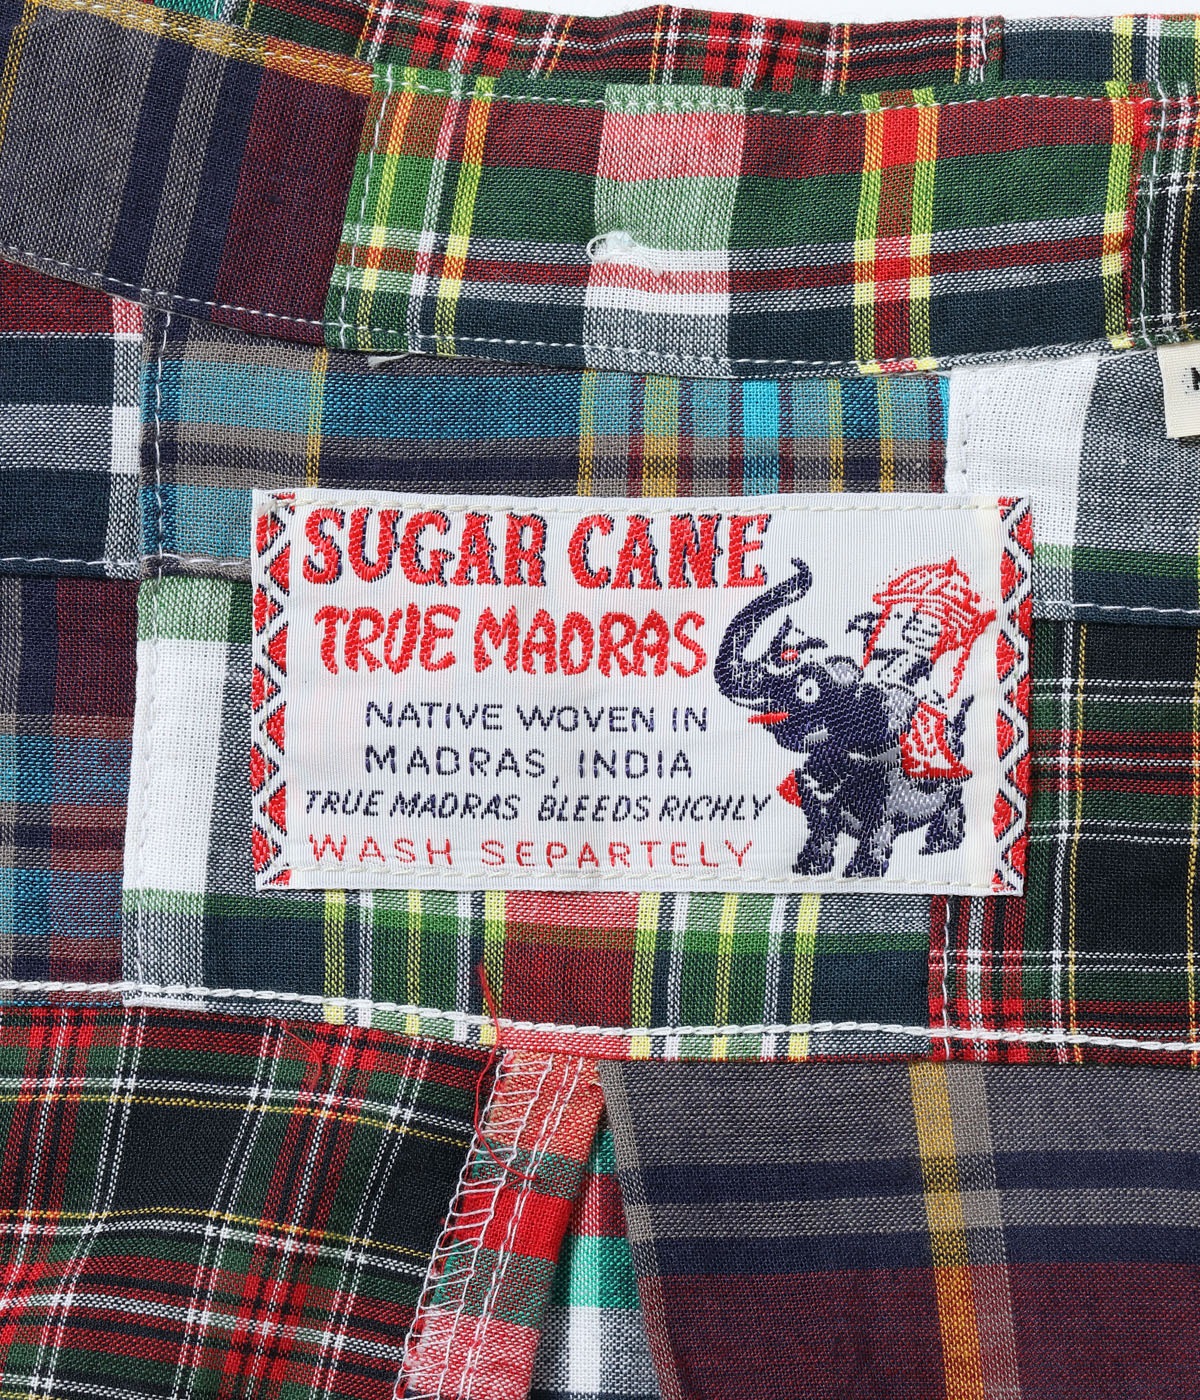 SUGAR CANE
TRUE MADRAS
NATIVE WOVEN IN
MADRAS, INDIA
TRUE MADRAS BLEEDS RICHLY
WASH SEPARTELY